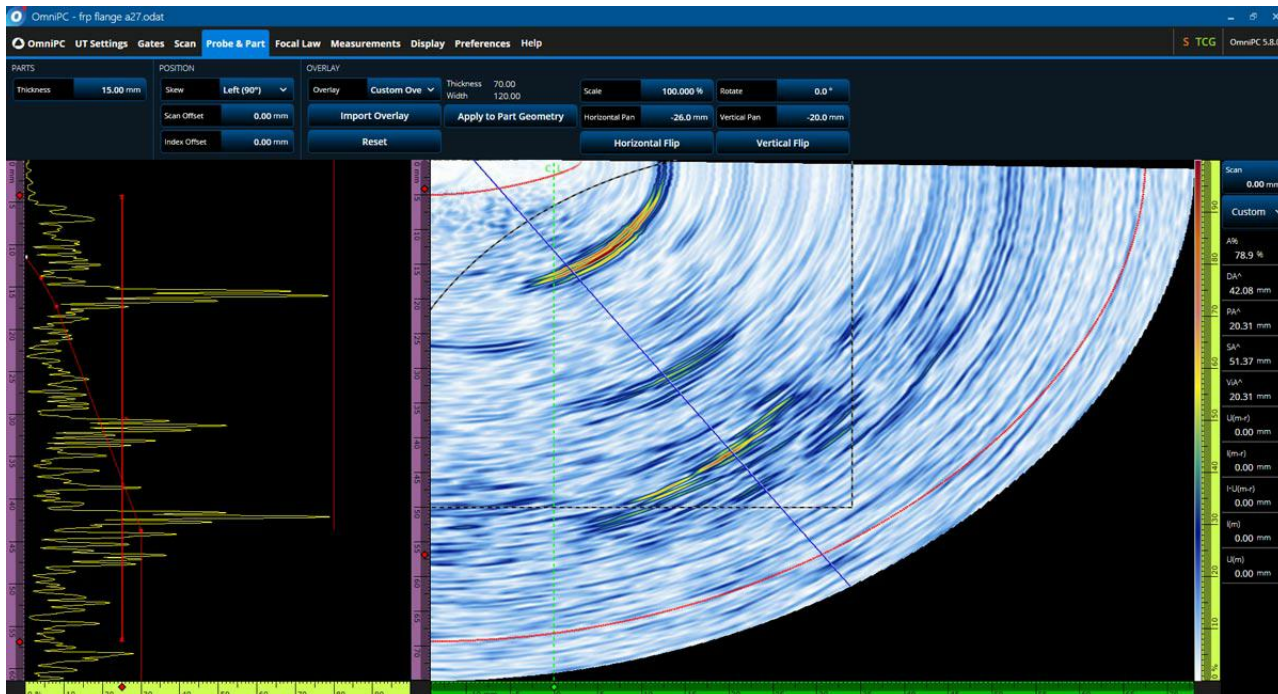 OmniPC - frp flange a27.odat
OmniPC UT Settings Gates Scan Probe & Part Focal Law Measurements Display Preferences Help
S TCG OmniPC 5.8.0
PARTS POSITION OVERLAY
Thickness 15.00 mm Skew Left (90°) Overlay Custom Ove Thickness 70.00 Scale 100.000 % Rotate 0.0 °
Width 120.00
Scan Offset 0.00 mm Import Overlay Apply to Part Geometry Horizontal Pan -26.0 mm Vertical Pan -20.0 mm
Index Offset 0.00 mm Reset Horizontal Flip Vertical Flip
Scan
0.00 mm
Custom
A%
78.9 %
DA^
42.08 mm
PA^
20.31 mm
SA^
51.37 mm
ViA^
20.31 mm
U(m-r)
0.00 mm
I(m-r)
0.00 mm
I-U(m-r)
0.00 mm
I(m)
0.00 mm
U(m)
0.00 mm